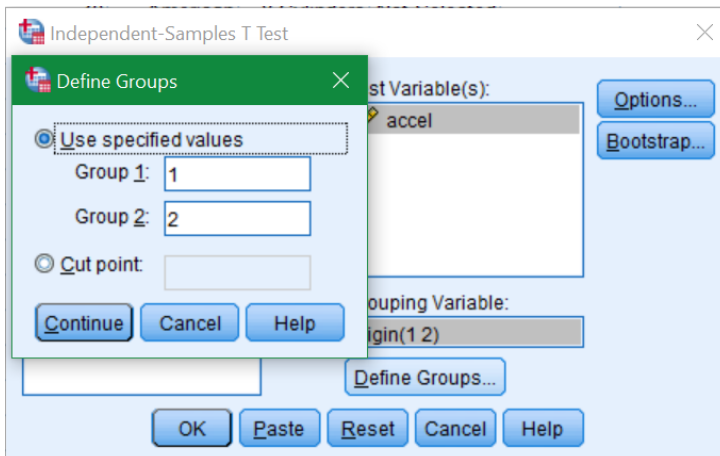 Independent-Samples T Test
Define Groups
st Variable(s):
accel
Options...
Bootstrap...
Use specified values
Group 1: 1
Group 2: 2
Cut point:
Continue Cancel Help
ouping Variable:
igin(1 2)
Define Groups...
OK Paste Reset Cancel Help